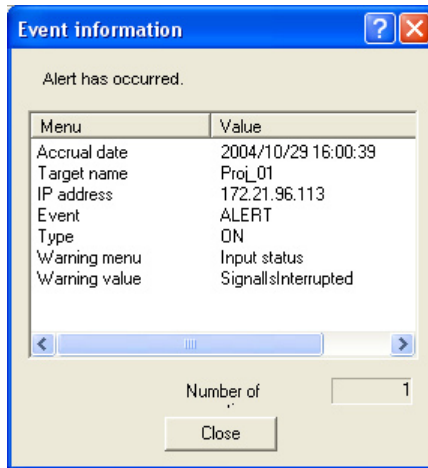 Event information
Alert has occurred.
Menu Value
Accrual date 2004/10/29 16:00:39
Target name Proj_01
IP address 172.21.96.113
Event ALERT
Type ON
Warning menu Input status
Warning value SignalIsInterrupted
Number of 1
Close